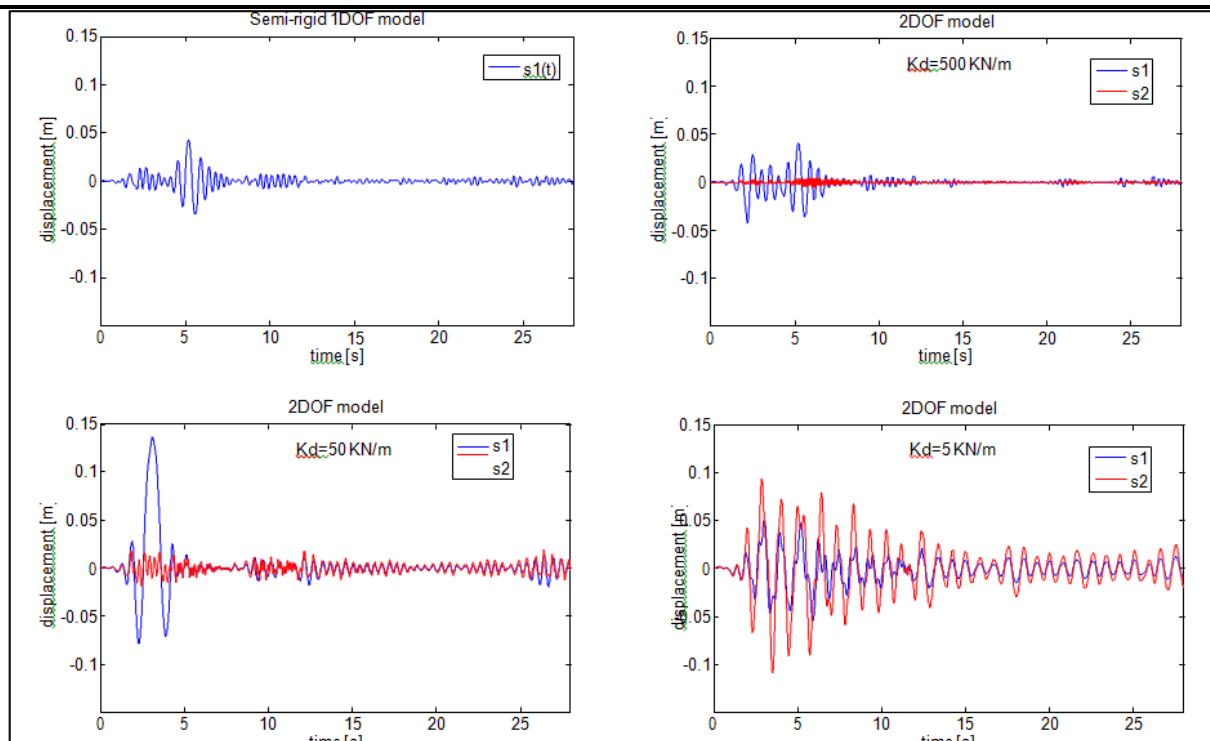 Semi-rigid 1DOF model
s1(t)
0.15
0.1
0.05
0
-0.05
-0.1
displacement [m]
0 5 10 15 20 25
time [s]
2DOF model
Kd=500 KN/m
s1
s2
0.15
0.1
0.05
0
-0.05
-0.1
displacement [m]
0 5 10 15 20 25
time [s]
2DOF model
Kd=50 KN/m
s1
s2
0.15
0.1
0.05
0
-0.05
-0.1
displacement [m]
0 5 10 15 20 25
time [s]
2DOF model
Kd=5 KN/m
s1
s2
0.15
0.1
0.05
0
0.05
-0.1
displacement [m]
0 5 10 15 20 25
time [s]